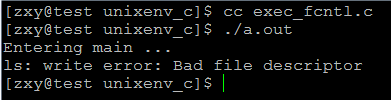 [zxy@test unixenv_c]$ cc exec_fcntl.c
[zxy@test unixenv_c]$ ./a.out
Entering main ...
ls: write error: Bad file descriptor
[zxy@test unixenv_c]$